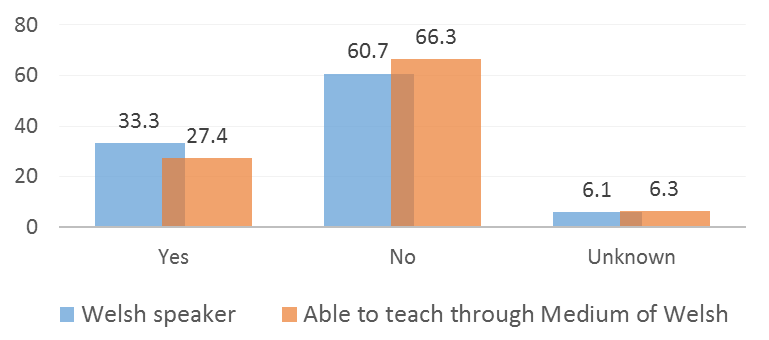 80
66.3
60.7
60
33.3
40
27.4
20
6.1
6.3
0
Yes
No
Unknown
Welsh speaker
Able to teach through Medium of Welsh